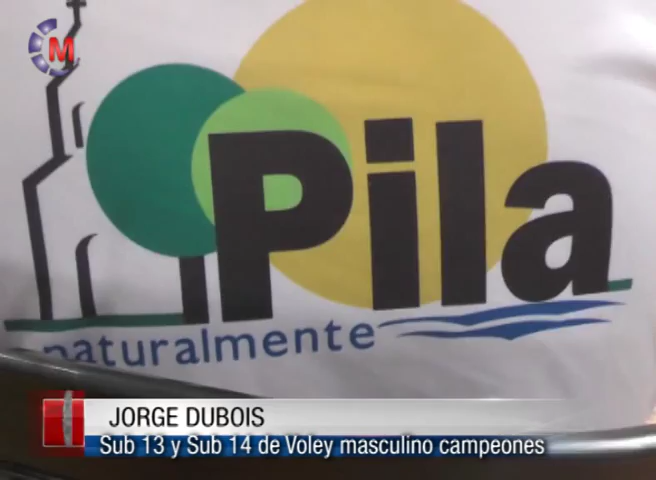 M
Pila
naturalmente
JORGE DUBOIS
Sub 13 y Sub 14 de Voley masculino campeones